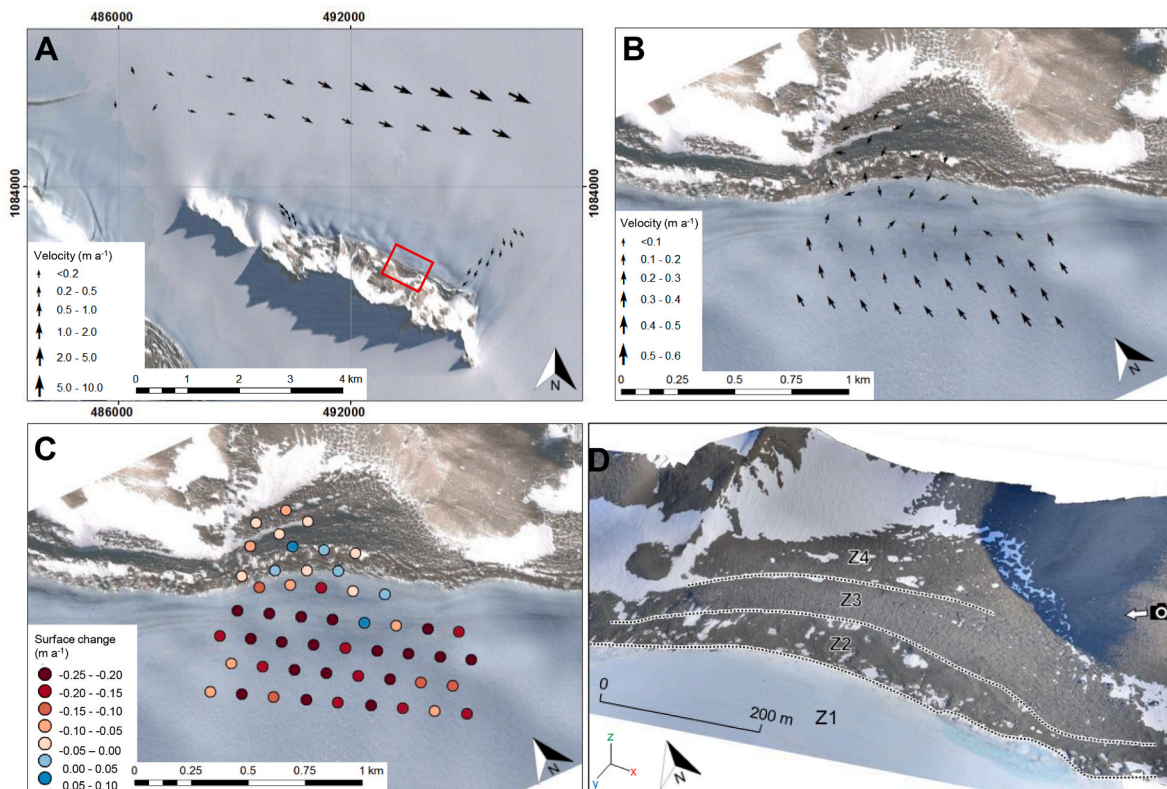 486000
492000
A
1084000
1084000
Velocity (m a⁻¹)
<0.2
0.2 - 0.5
0.5 - 1.0
1.0 - 2.0
2.0 - 5.0
5.0 - 10.0
0 1 2 3 4 km
N
486000
492000
B
Velocity (m a⁻¹)
<0.1
0.1 - 0.2
0.2 - 0.3
0.3 - 0.4
0.4 - 0.5
0.5 - 0.6
0 0.25 0.5 0.75 1 km
N
C
Surface change
(m a⁻¹)
-0.25 - -0.20
-0.20 - -0.15
-0.15 - -0.10
-0.10 - -0.05
-0.05 – 0.00
0.00 - 0.05
0.05 - 0.10
0 0.25 0.5 0.75 1 km
N
D
Z4
Z3
Z2
Z1
0
200 m
z
x
y
N